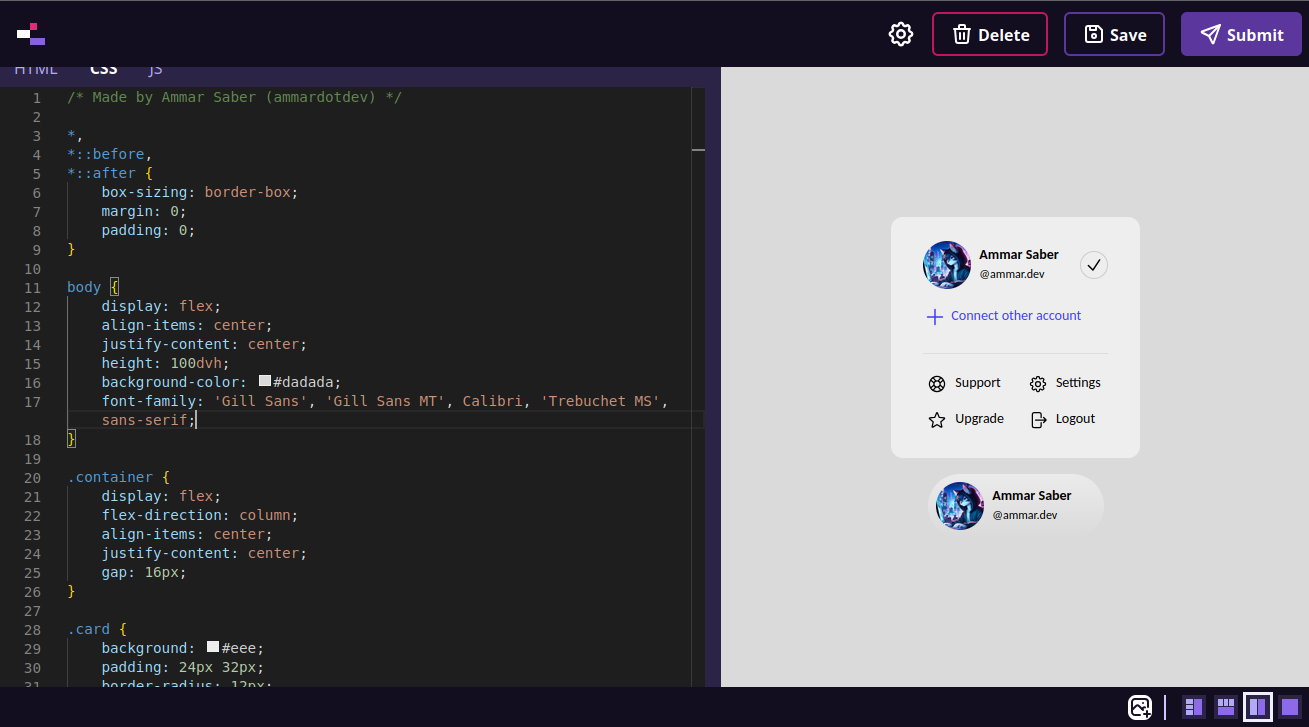 Delete
Save
Submit
HTML
CSS
JS
1 /* Made by Ammar Saber (ammardotdev) */
2
3 *,
4 *::before,
5 *::after {
6 box-sizing: border-box;
7 margin: 0;
8 padding: 0;
9 }
10
11 body {
12 display: flex;
13 align-items: center;
14 justify-content: center;
15 height: 100dvh;
16 background-color: #dadada;
17 font-family: 'Gill Sans', 'Gill Sans MT', Calibri, 'Trebuchet MS',
sans-serif;
18 }
19
20 .container {
21 display: flex;
22 flex-direction: column;
23 align-items: center;
24 justify-content: center;
25 gap: 16px;
26 }
27
28 .card {
29 background: #eee;
30 padding: 24px 32px;
31 border-radius: 12px;
Ammar Saber
@ammar.dev
Connect other account
Support
Settings
Upgrade
Logout
Ammar Saber
@ammar.dev